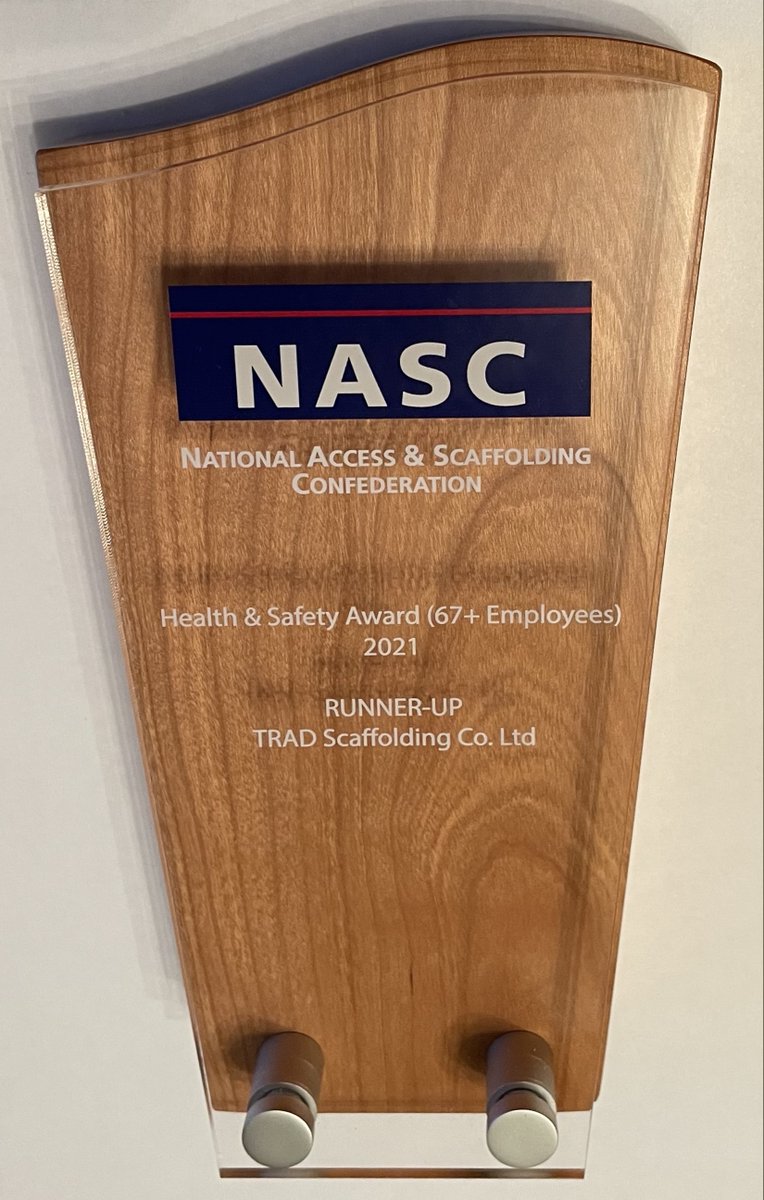 NASC
NATIONAL ACCESS & SCAFFOLDING
CONFEDERATION
Health & Safety Award (67+ Employees)
2021
RUNNER-UP
TRAD Scaffolding Co. Ltd